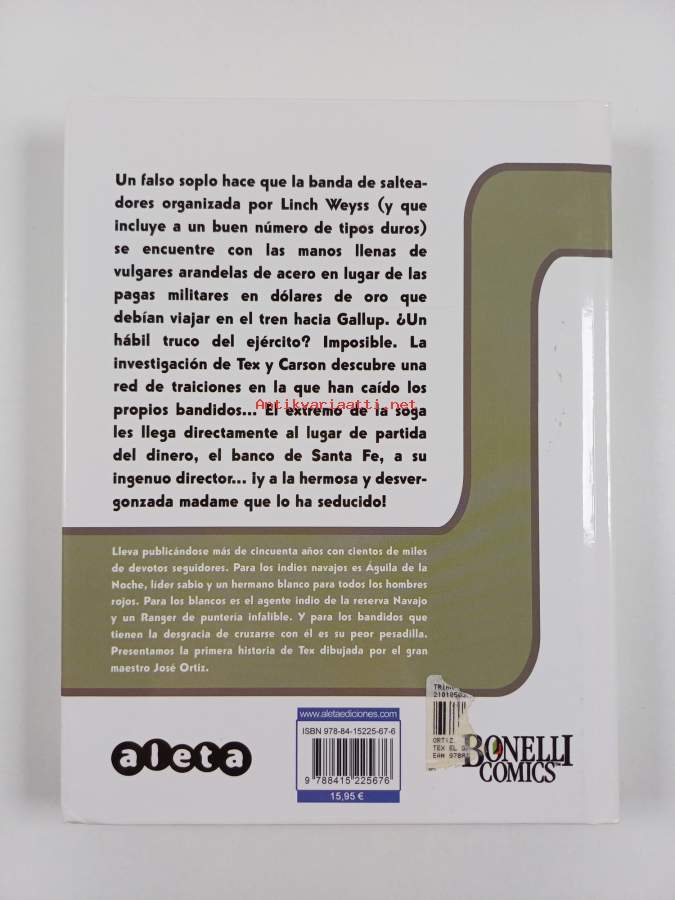 Un falso soplo hace que la banda de saltea-
dores organizada por Linch Weyss (y que
incluye a un buen número de tipos duros)
se encuentre con las manos llenas de
vulgares arandelas de acero en lugar de las
pagas militares en dólares de oro que
debían viajar en el tren hacia Gallup. ¿Un
hábil truco del ejército? Imposible. La
investigación de Tex y Carson descubre una
red de traiciones en la que han caído los
propios bandidos... El extremo de la soga
Antikvariaatti.net
les llega directamente al lugar de partida
del dinero, el banco de Santa Fe, a su
ingenuo director... ¡y a la hermosa y desver-
gonzada madame que lo ha seducido!
Lleva publicándose más de cincuenta años con cientos de miles
de devotos seguidores. Para los indios navajos es Águila de la
Noche, líder sabio y un hermano blanco para todos los hombres
rojos. Para los blancos es el agente indio de la reserva Navajo
y un Ranger de puntería infalible. Y para los bandidos que
tienen la desgracia de cruzarse con él es su peor pesadilla.
Presentamos la primera historia de Tex dibujada por el gran
maestro José Ortiz.
aleta
www.aletaediciones.com
ISBN 978-84-15225-67-6
9 788415 225676
15,95 €
ORTIZ
TEX EL
EAN 978
BONELLI
COMICS